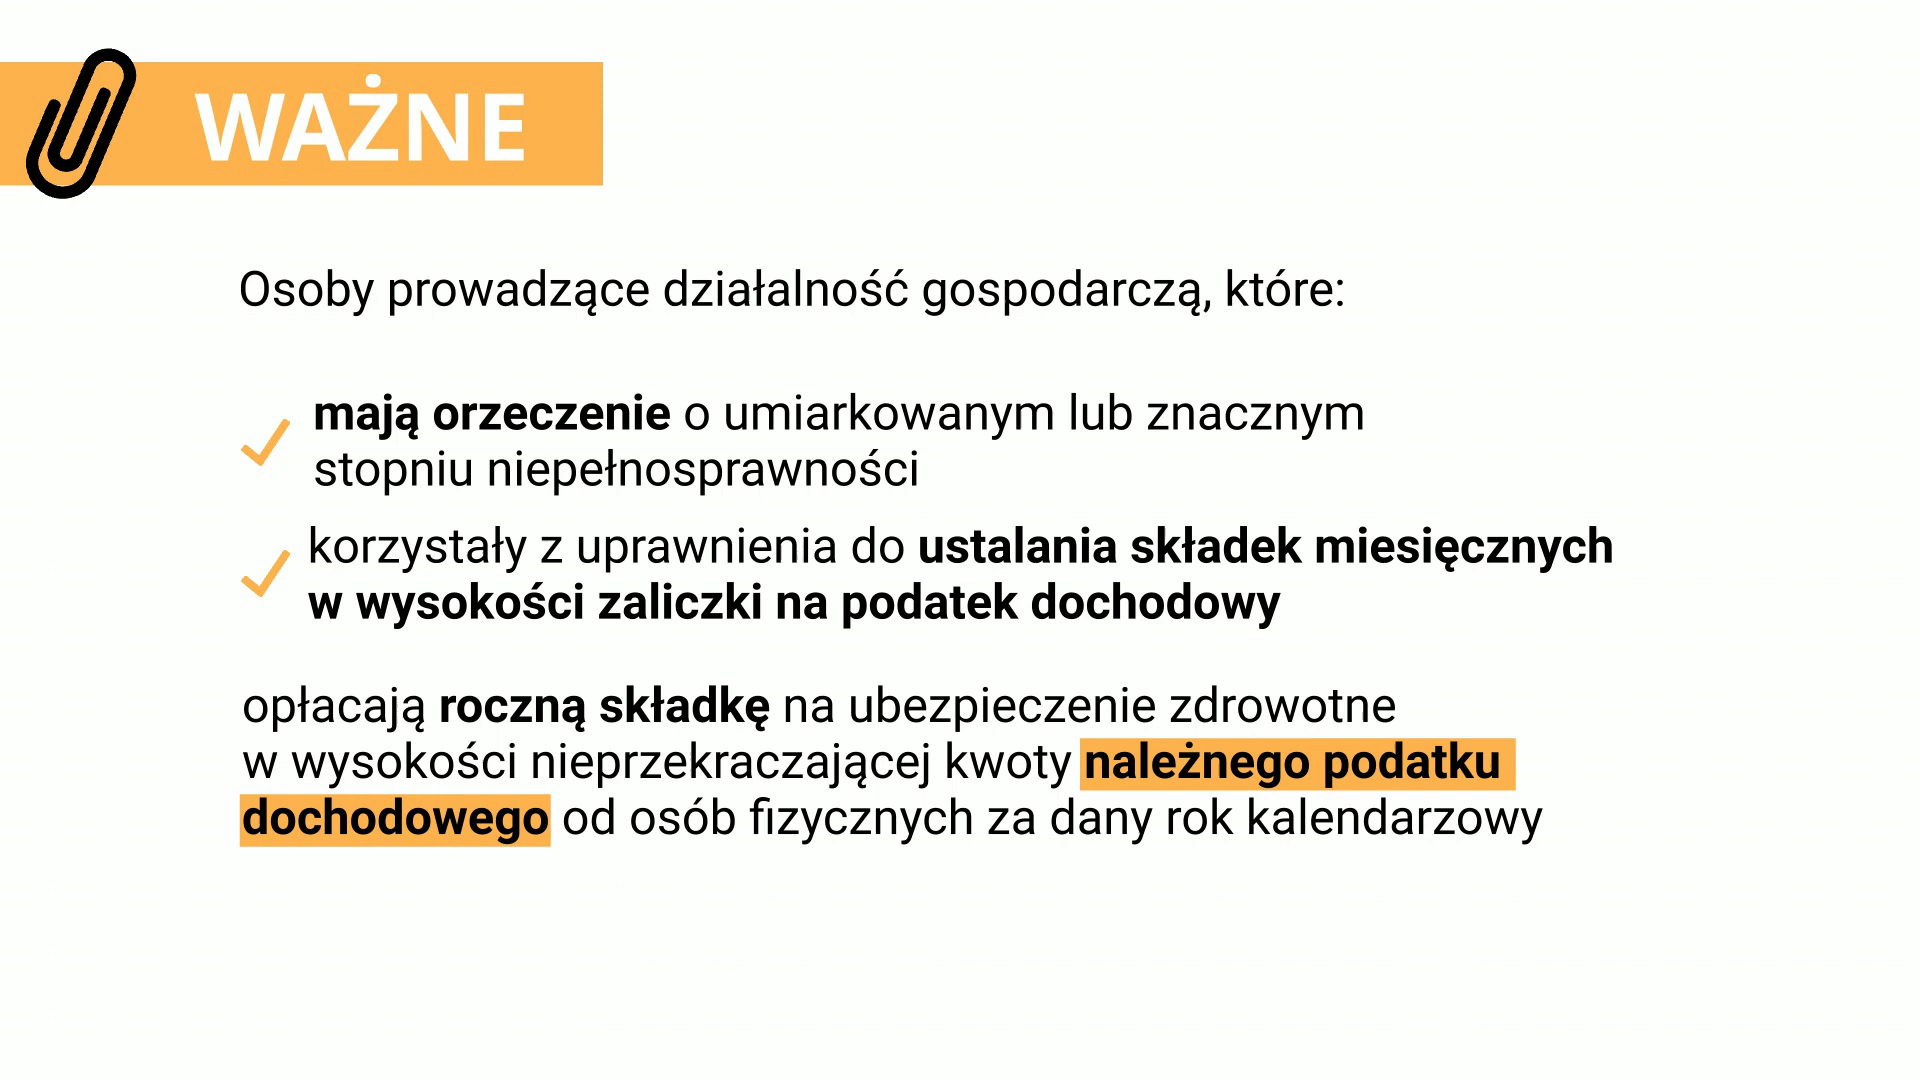 WAŻNE
Osoby prowadzące działalność gospodarczą, które:
mają orzeczenie o umiarkowanym lub znacznym
stopniu niepełnosprawności
korzystały z uprawnienia do ustalania składek miesięcznych
w wysokości zaliczki na podatek dochodowy
opłacają roczną składkę na ubezpieczenie zdrowotne
w wysokości nieprzekraczającej kwoty należnego podatku
dochodowego od osób fizycznych za dany rok kalendarzowy